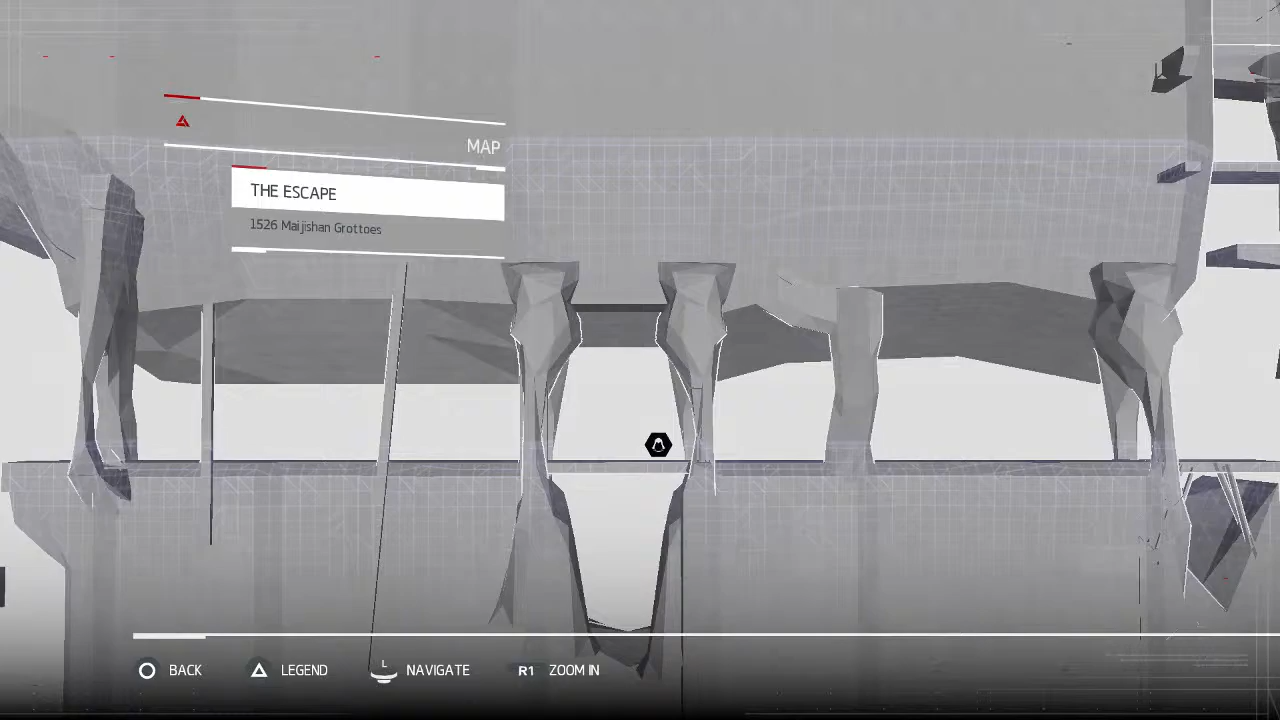 MAP
THE ESCAPE
1526 Maijishan Grottoes
BACK
LEGEND
L
NAVIGATE
R1
ZOOM IN